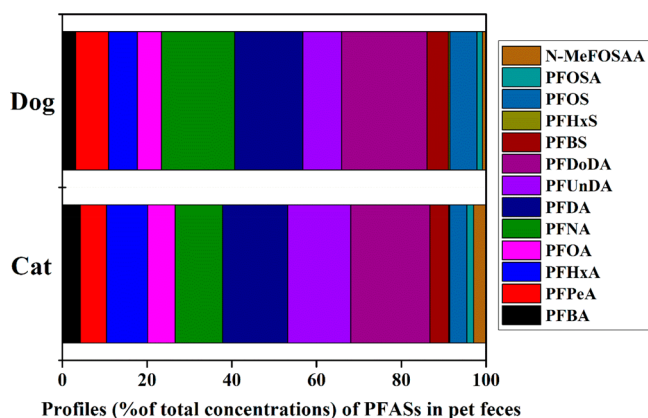 Dog
Cat
N-MeFOSAA
PFOSA
PFOS
PFHxS
PFBS
PFDoDA
PFUnDA
PFDA
PFNA
PFOA
PFHxA
PFPeA
PFBA
0 20 40 60 80 100
Profiles (%of total concentrations) of PFASs in pet feces